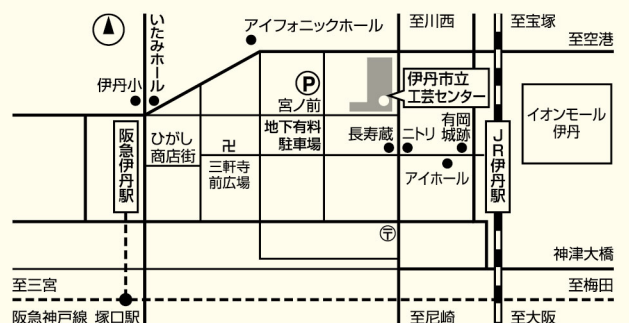 いたみホール
アイフォニックホール
至川西
至宝塚
至空港
伊丹小
P
宮ノ前
地下有料
駐車場
伊丹市立
工芸センター
イオンモール
伊丹
阪急伊丹駅
ひがし
商店街
卍
三軒寺
前広場
長寿蔵
ニトリ
有岡
城跡
アイホール
JR伊丹駅
〒
神津大橋
至三宮
至梅田
阪急神戸線
塚口駅
至尼崎
至大阪